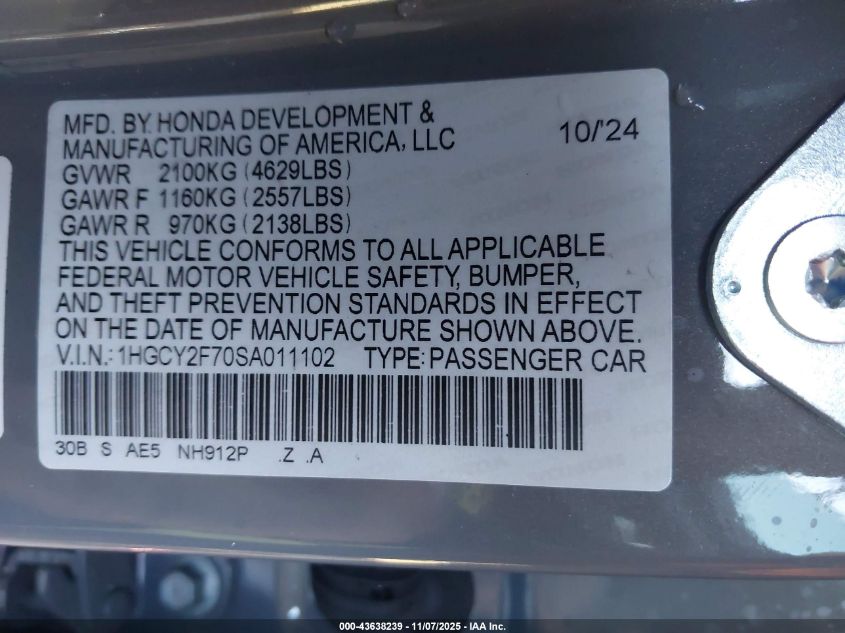 MFD. BY HONDA DEVELOPMENT &
MANUFACTURING OF AMERICA, LLC
10/'24
GVWR 2100KG (4629LBS)
GAWR F 1160KG (2557LBS)
GAWR R 970KG (2138LBS)
THIS VEHICLE CONFORMS TO ALL APPLICABLE
FEDERAL MOTOR VEHICLE SAFETY, BUMPER,
AND THEFT PREVENTION STANDARDS IN EFFECT
ON THE DATE OF MANUFACTURE SHOWN ABOVE.
V.I.N.: 1HGCY2F70SA011102 TYPE: PASSENGER CAR
30B S AE5 NH912P .Z .A
000-43638239 - 11/07/2025 - IAA Inc.